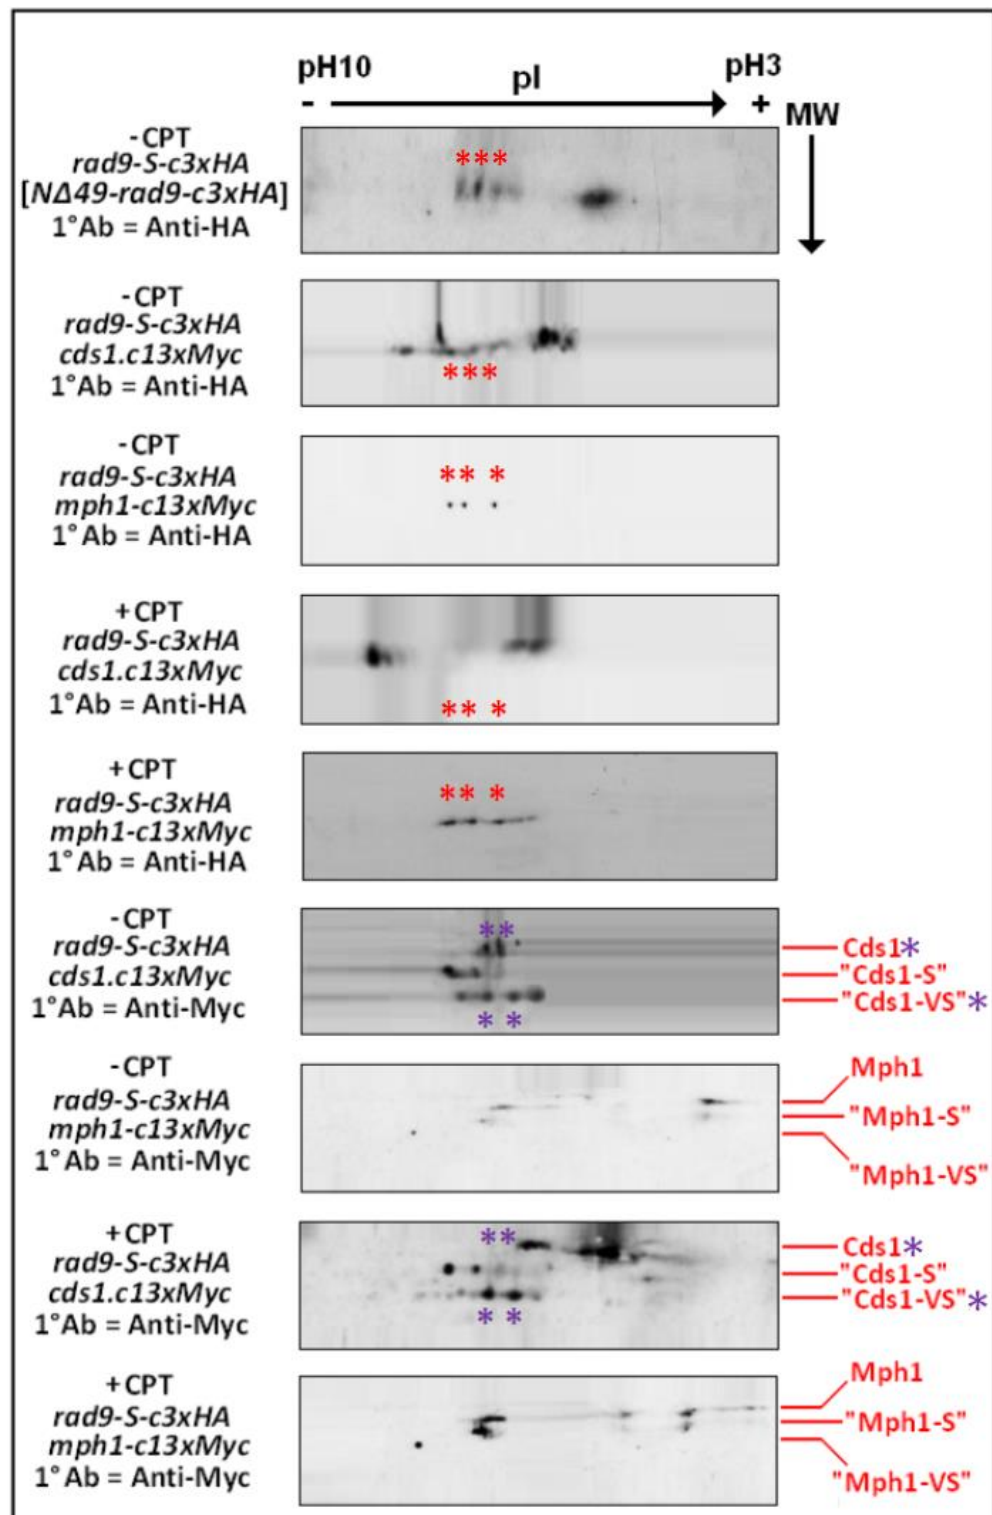 pH10 pI pH3
- +
MW
-CPT
rad9-S-c3xHA
[NΔ49-rad9-c3xHA]
1°Ab = Anti-HA
***
-CPT
rad9-S-c3xHA
cds1.c13xMyc
1°Ab = Anti-HA
***
-CPT
rad9-S-c3xHA
mph1-c13xMyc
1°Ab = Anti-HA
** *
+CPT
rad9-S-c3xHA
cds1.c13xMyc
1°Ab = Anti-HA
** *
+CPT
rad9-S-c3xHA
mph1-c13xMyc
1°Ab = Anti-HA
** *
-CPT
rad9-S-c3xHA
cds1.c13xMyc
1°Ab = Anti-Myc
**
* *
Cds1*
"Cds1-S"
"Cds1-VS"*
-CPT
rad9-S-c3xHA
mph1-c13xMyc
1°Ab = Anti-Myc
Mph1
"Mph1-S"
"Mph1-VS"
+CPT
rad9-S-c3xHA
cds1.c13xMyc
1°Ab = Anti-Myc
**
* *
Cds1*
"Cds1-S"
"Cds1-VS"*
+CPT
rad9-S-c3xHA
mph1-c13xMyc
1°Ab = Anti-Myc
Mph1
"Mph1-S"
"Mph1-VS"